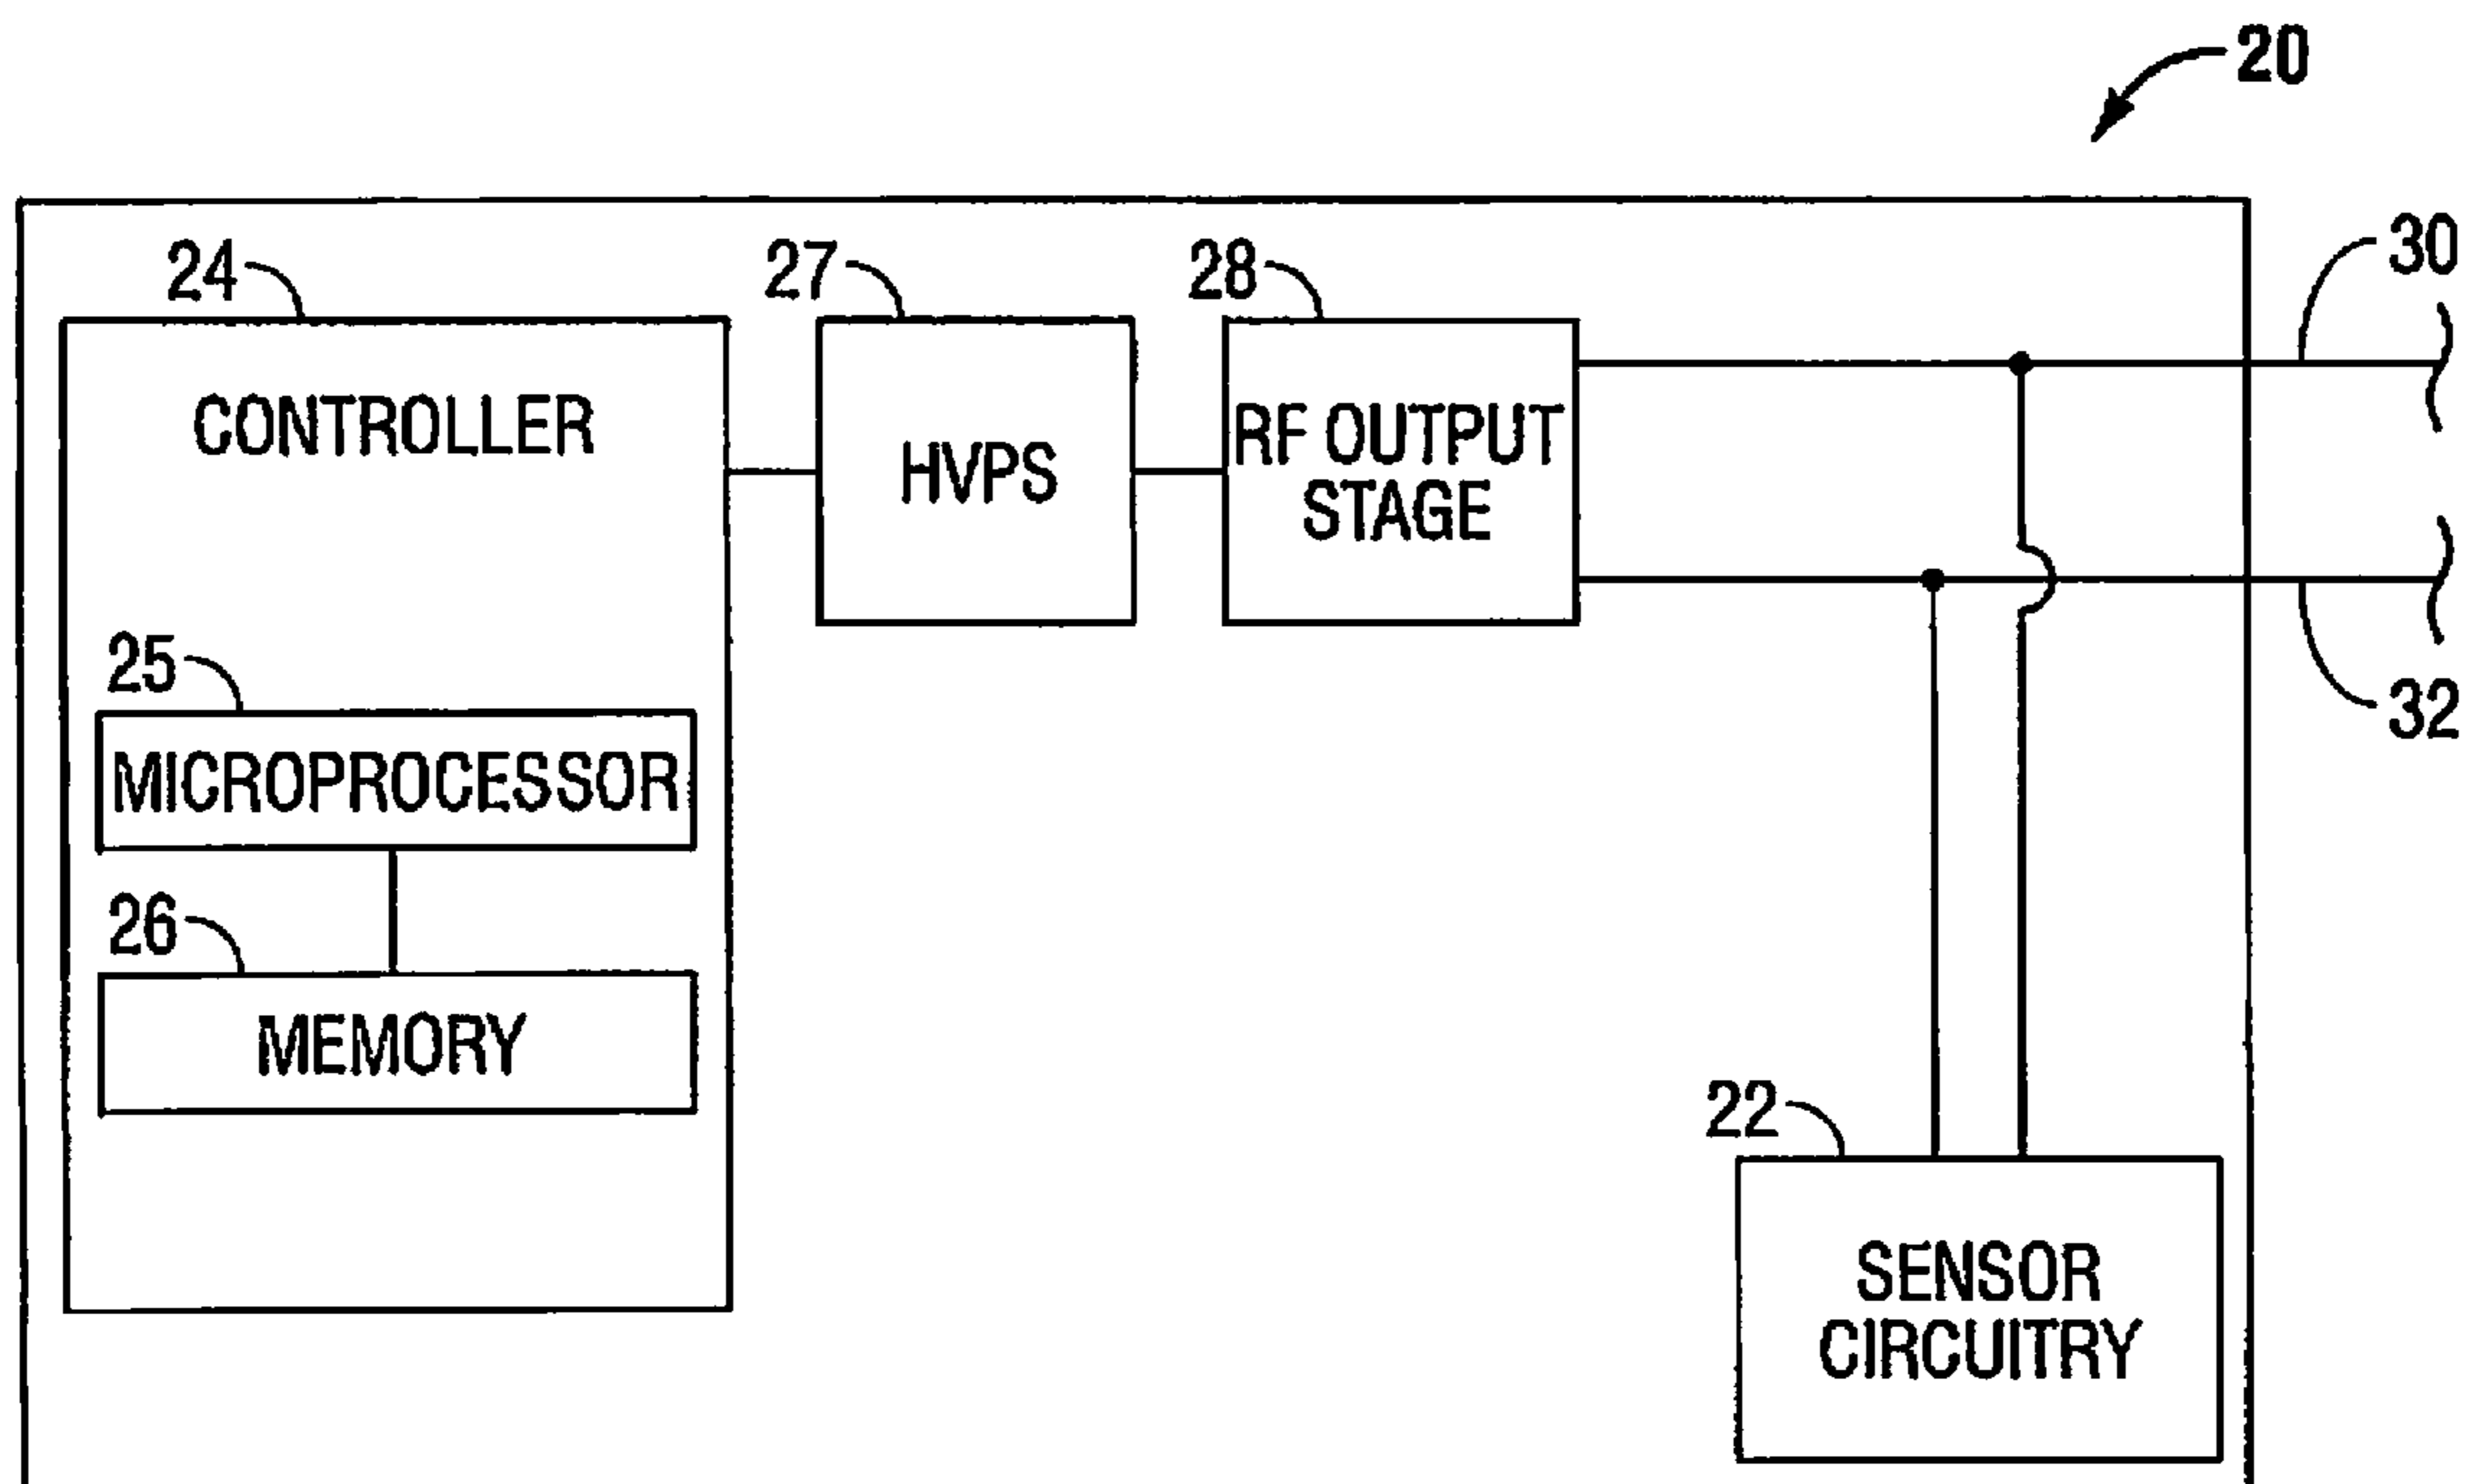 20
24
27
28
30
CONTROLLER
HVPS
RF OUTPUT
STAGE
25
32
MICROPROCESSOR
26
MEMORY
22
SENSOR
CIRCUITRY